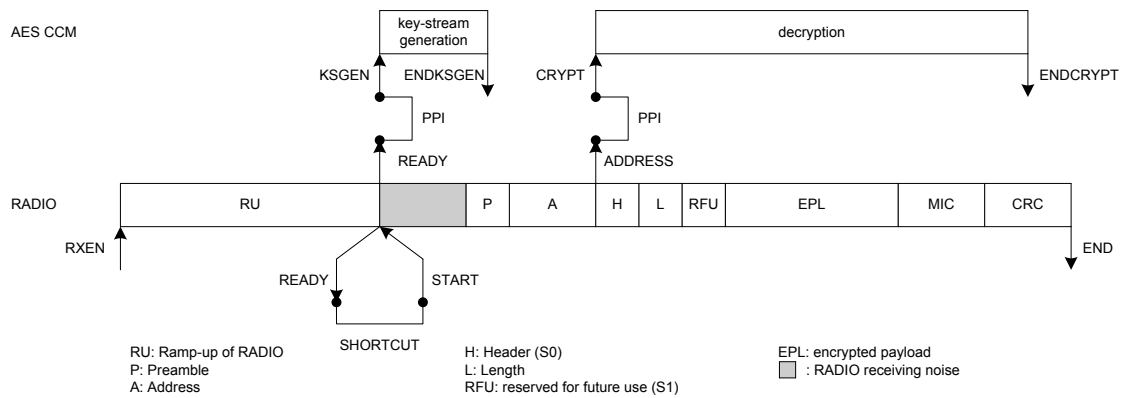 AES CCM
key-stream
generation
decryption
KSGEN
ENDKSGEN
CRYPT
ENDCRYPT
PPI
PPI
READY
ADDRESS
RADIO
RU
P
A
H
L
RFU
EPL
MIC
CRC
RXEN
END
READY
START
SHORTCUT
RU: Ramp-up of RADIO
P: Preamble
A: Address
H: Header (S0)
L: Length
RFU: reserved for future use (S1)
EPL: encrypted payload
: RADIO receiving noise